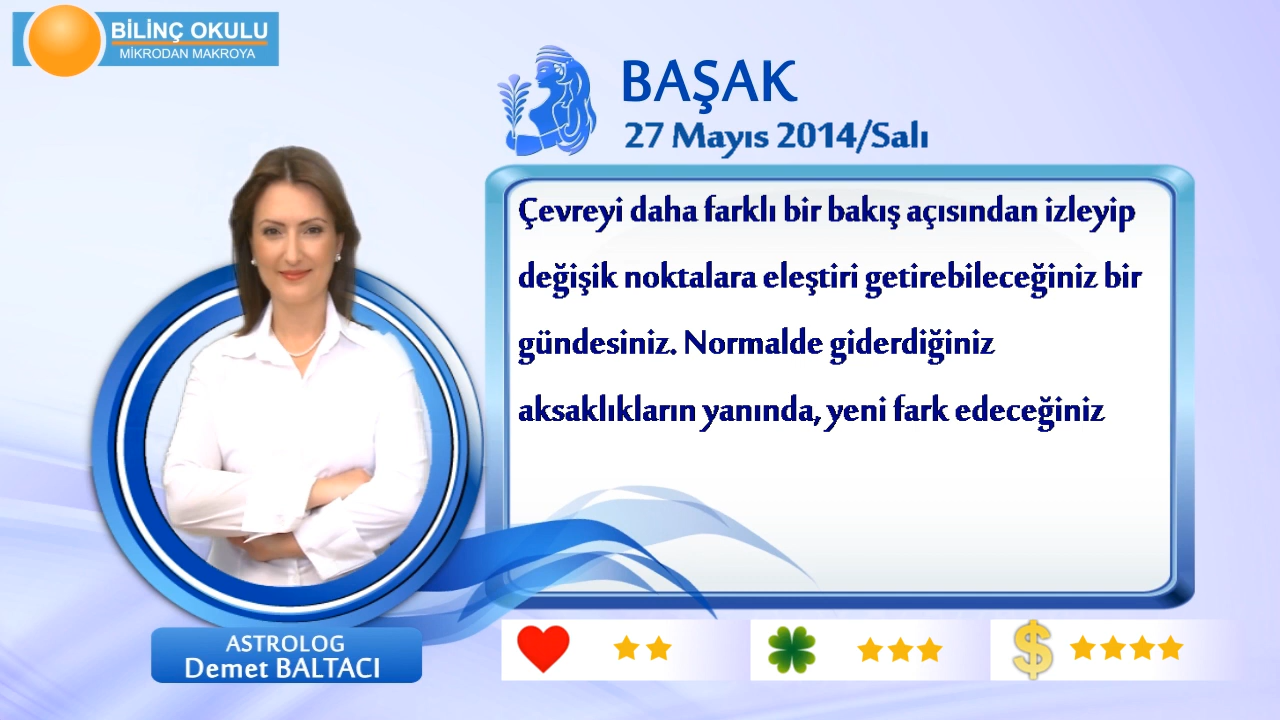 BİLİNÇ OKULU
MİKRODAN MAKROYA
BAŞAK
27 Mayıs 2014/Salı
Çevreyi daha farklı bir bakış açısından izleyip
değişik noktalara eleştiri getirebileceğiniz bir
gündesiniz. Normalde giderdiğiniz
aksaklıkların yanında, yeni fark edeceğiniz
ASTROLOG
Demet BALTACI